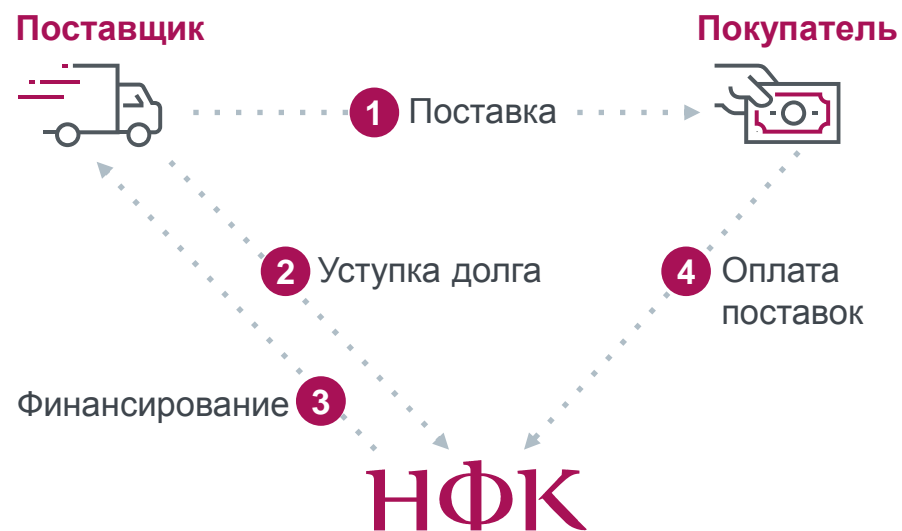 Поставщик
Покупатель
1 Поставка
2 Уступка долга
4 Оплата
поставок
Финансирование 3
НФК